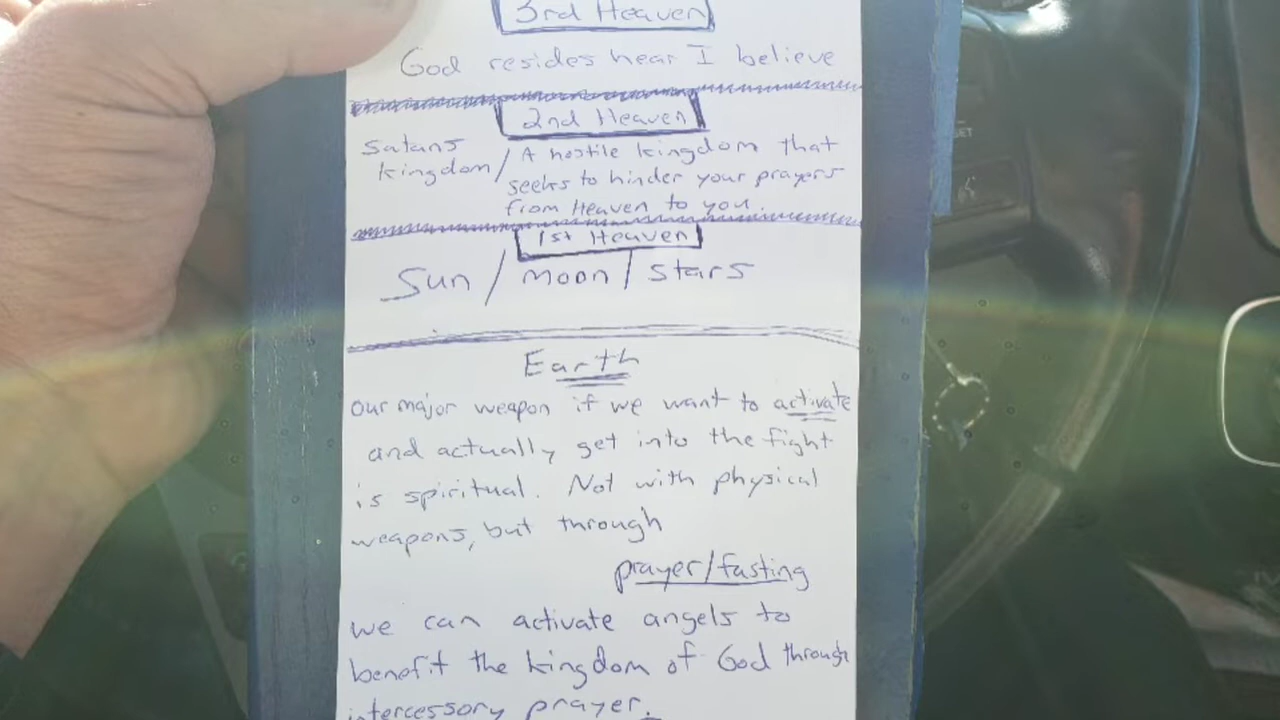 3rd Heaven
God resides hear I believe
2nd Heaven
Satans
kingdom/
A hostile kingdom that
seeks to hinder your prayers
from Heaven to you.
1st Heaven
Sun / moon / stars
Earth
our major weapon if we want to activate
and actually get into the fight
is spiritual. Not with physical
weapons, but through
prayer/fasting
we can activate angels to
benefit the kingdom of God through
intercessory prayer.